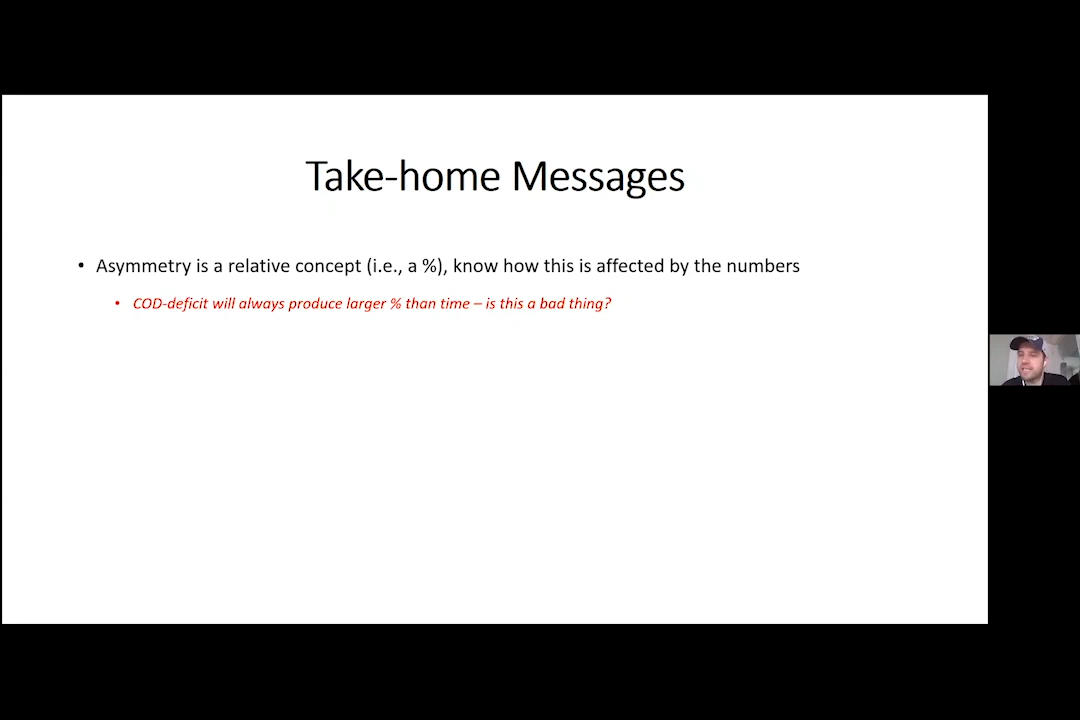 Take-home Messages
• Asymmetry is a relative concept (i.e., a %), know how this is affected by the numbers
• COD-deficit will always produce larger % than time – is this a bad thing?